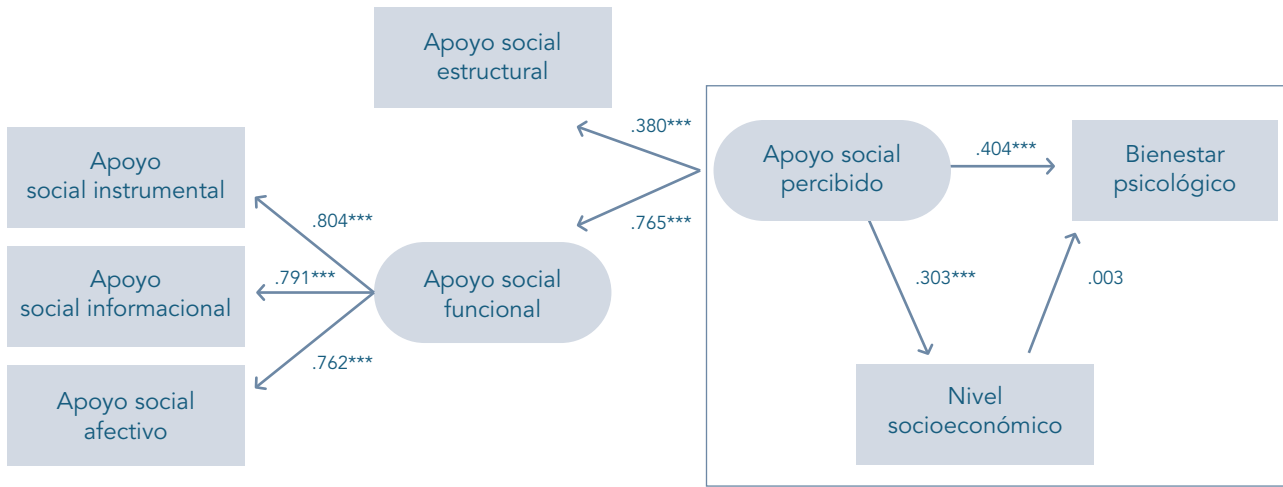 Apoyo social
estructural
.380***
Apoyo social
percibido
.404***
Bienestar
psicológico
Apoyo
social instrumental
.804***
.765***
Apoyo
social informacional
.791***
Apoyo social
funcional
.303***
.003
.762***
Apoyo social
afectivo
Nivel
socioeconómico